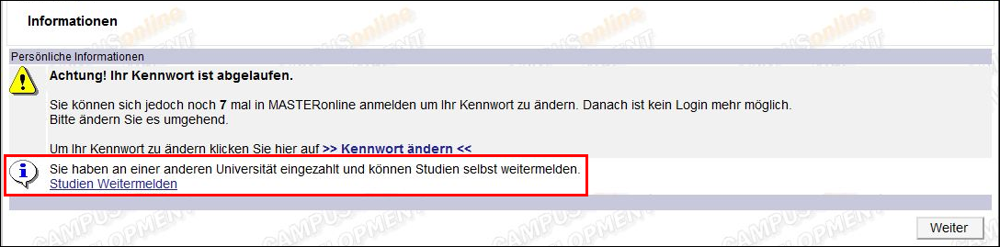 Informationen
Persönliche Informationen
Achtung! Ihr Kennwort ist abgelaufen.
Sie können sich jedoch noch 7 mal in MASTERonline anmelden um Ihr Kennwort zu ändern. Danach ist kein Login mehr möglich.
Bitte ändern Sie es umgehend.
Um Ihr Kennwort zu ändern klicken Sie hier auf >> Kennwort ändern <<
Sie haben an einer anderen Universität eingezahlt und können Studien selbst weitermelden.
Studien Weitermelden
Weiter